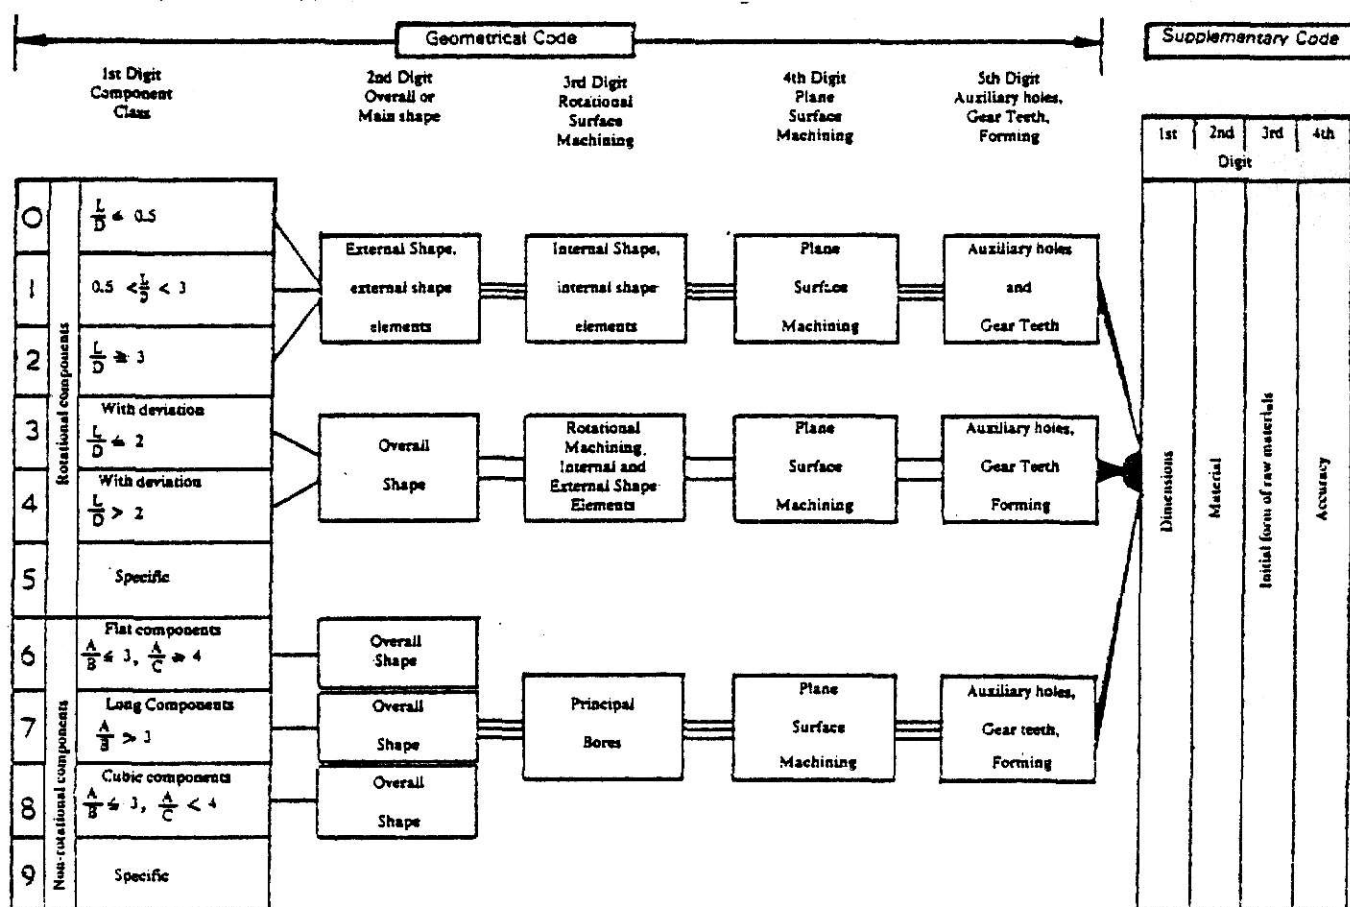 Geometrical Code
Supplementary Code
1st Digit
Component
Class
2nd Digit
Overall or
Main shape
3rd Digit
Rotational
Surface
Machining
4th Digit
Plane
Surface
Machining
5th Digit
Auxiliary holes,
Gear Teeth,
Forming
1st 2nd 3rd 4th
Digit
Rotational components
0
L/D ≤ 0.5
1
0.5 < L/D < 3
2
L/D ≥ 3
3
With deviation
L/D ≤ 2
4
With deviation
L/D > 2
5
Specific
Non-rotational components
6
Flat components
A/B ≤ 3, A/C ≥ 4
7
Long Components
A/B > 3
8
Cubic components
A/B ≤ 3, A/C < 4
9
Specific
External Shape,
external shape
elements
Internal Shape,
internal shape
elements
Plane
Surface
Machining
Auxiliary holes
and
Gear Teeth
Overall
Shape
Rotational
Machining,
Internal and
External Shape
Elements
Plane
Surface
Machining
Auxiliary holes,
Gear Teeth
Forming
Overall
Shape
Overall
Shape
Overall
Shape
Principal
Bores
Plane
Surface
Machining
Auxiliary holes,
Gear teeth,
Forming
Dimensions
Material
Initial form of raw materials
Accuracy